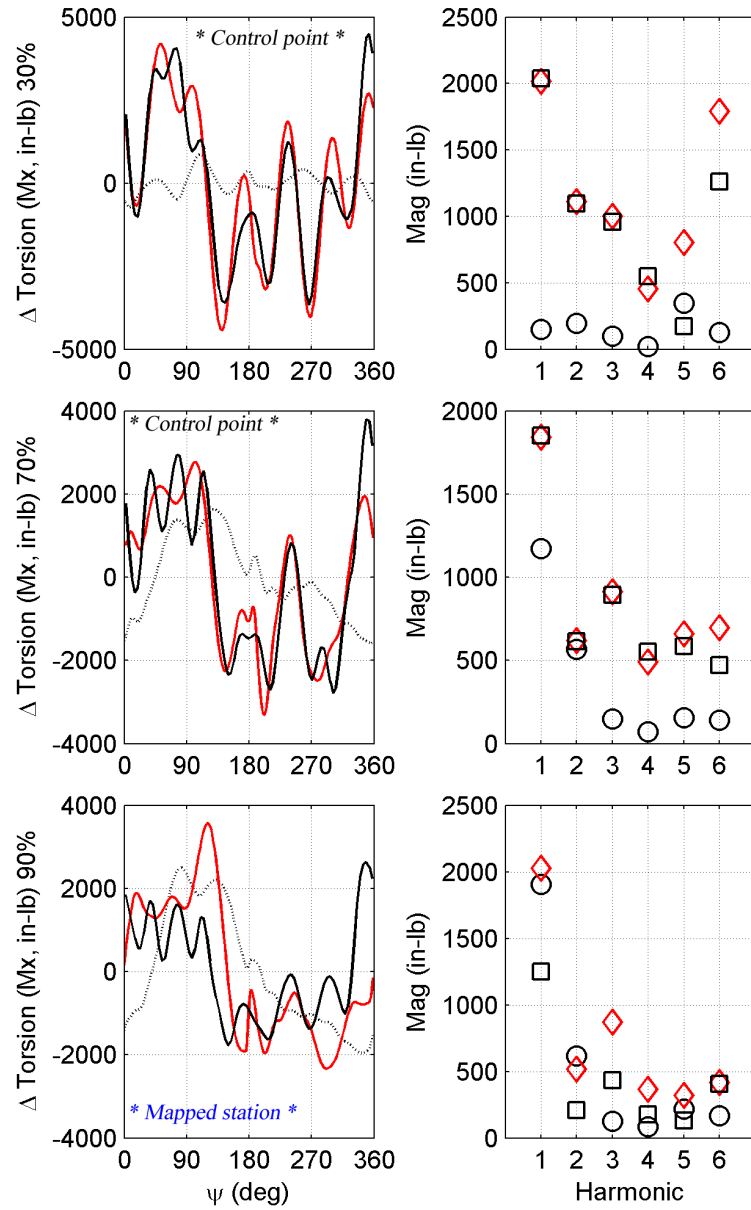 * Control point *
Δ Torsion (Mx, in-lb) 30%
5000
0
-5000
0 90 180 270 360
Mag (in-lb)
2500
2000
1500
1000
500
0
1 2 3 4 5 6
* Control point *
Δ Torsion (Mx, in-lb) 70%
4000
2000
0
-2000
-4000
0 90 180 270 360
Mag (in-lb)
2000
1500
1000
500
0
1 2 3 4 5 6
Δ Torsion (Mx, in-lb) 90%
4000
2000
0
-2000
-4000
* Mapped station *
0 90 180 270 360
ψ (deg)
Mag (in-lb)
2500
2000
1500
1000
500
0
1 2 3 4 5 6
Harmonic